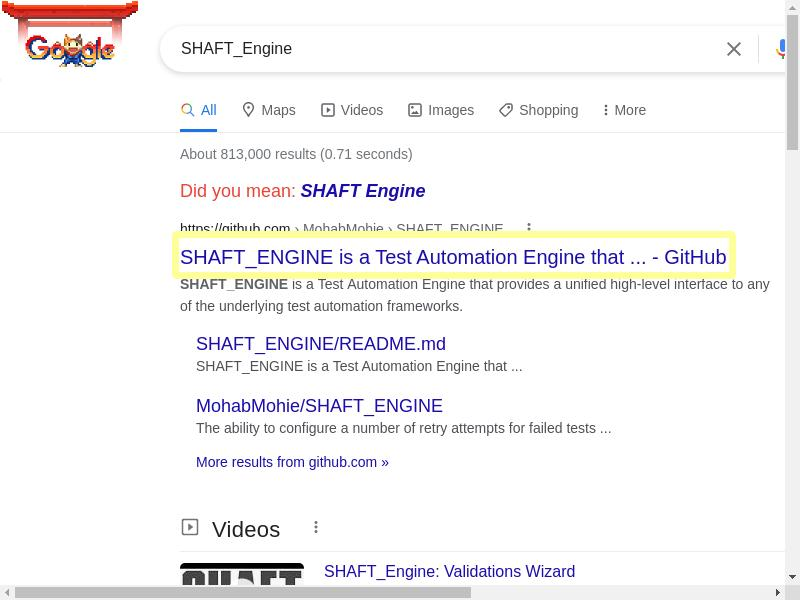 Google
SHAFT_Engine
All Maps Videos Images Shopping More
About 813,000 results (0.71 seconds)
Did you mean: SHAFT Engine
https://github.com › MohabMohie › SHAFT_ENGINE
SHAFT_ENGINE is a Test Automation Engine that ... - GitHub
SHAFT_ENGINE is a Test Automation Engine that provides a unified high-level interface to any
of the underlying test automation frameworks.
SHAFT_ENGINE/README.md
SHAFT_ENGINE is a Test Automation Engine that ...
MohabMohie/SHAFT_ENGINE
The ability to configure a number of retry attempts for failed tests ...
More results from github.com »
Videos
SHAFT
SHAFT_Engine: Validations Wizard